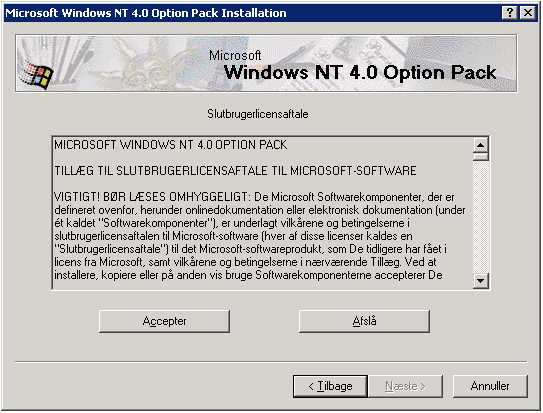 Microsoft Windows NT 4.0 Option Pack Installation
Microsoft
Windows NT 4.0 Option Pack
Slutbrugerlicensaftale
MICROSOFT WINDOWS NT 4.0 OPTION PACK
TILLÆG TIL SLUTBRUGERLICENSAFTALE TIL MICROSOFT-SOFTWARE
VIGTIGT! BØR LÆSES OMHYGGELIGT: De Microsoft Softwarekomponenter, der er
defineret ovenfor, herunder onlinedokumentation eller elektronisk dokumentation (under
ét kaldet "Softwarekomponenter"), er underlagt vilkårene og betingelserne i
slutbrugerlicensaftalen til Microsoft-software (hver af disse licenser kaldes en
"Slutbrugerlicensaftale") til det Microsoft-softwareprodukt, som De tidligere har fået i
licens fra Microsoft, samt vilkårene og betingelserne i nærværende Tillæg. Ved at
installere, kopiere eller på anden vis bruge Softwarekomponenterne accepterer De
Accepter
Afslå
< Tilbage
Næste >
Annuller